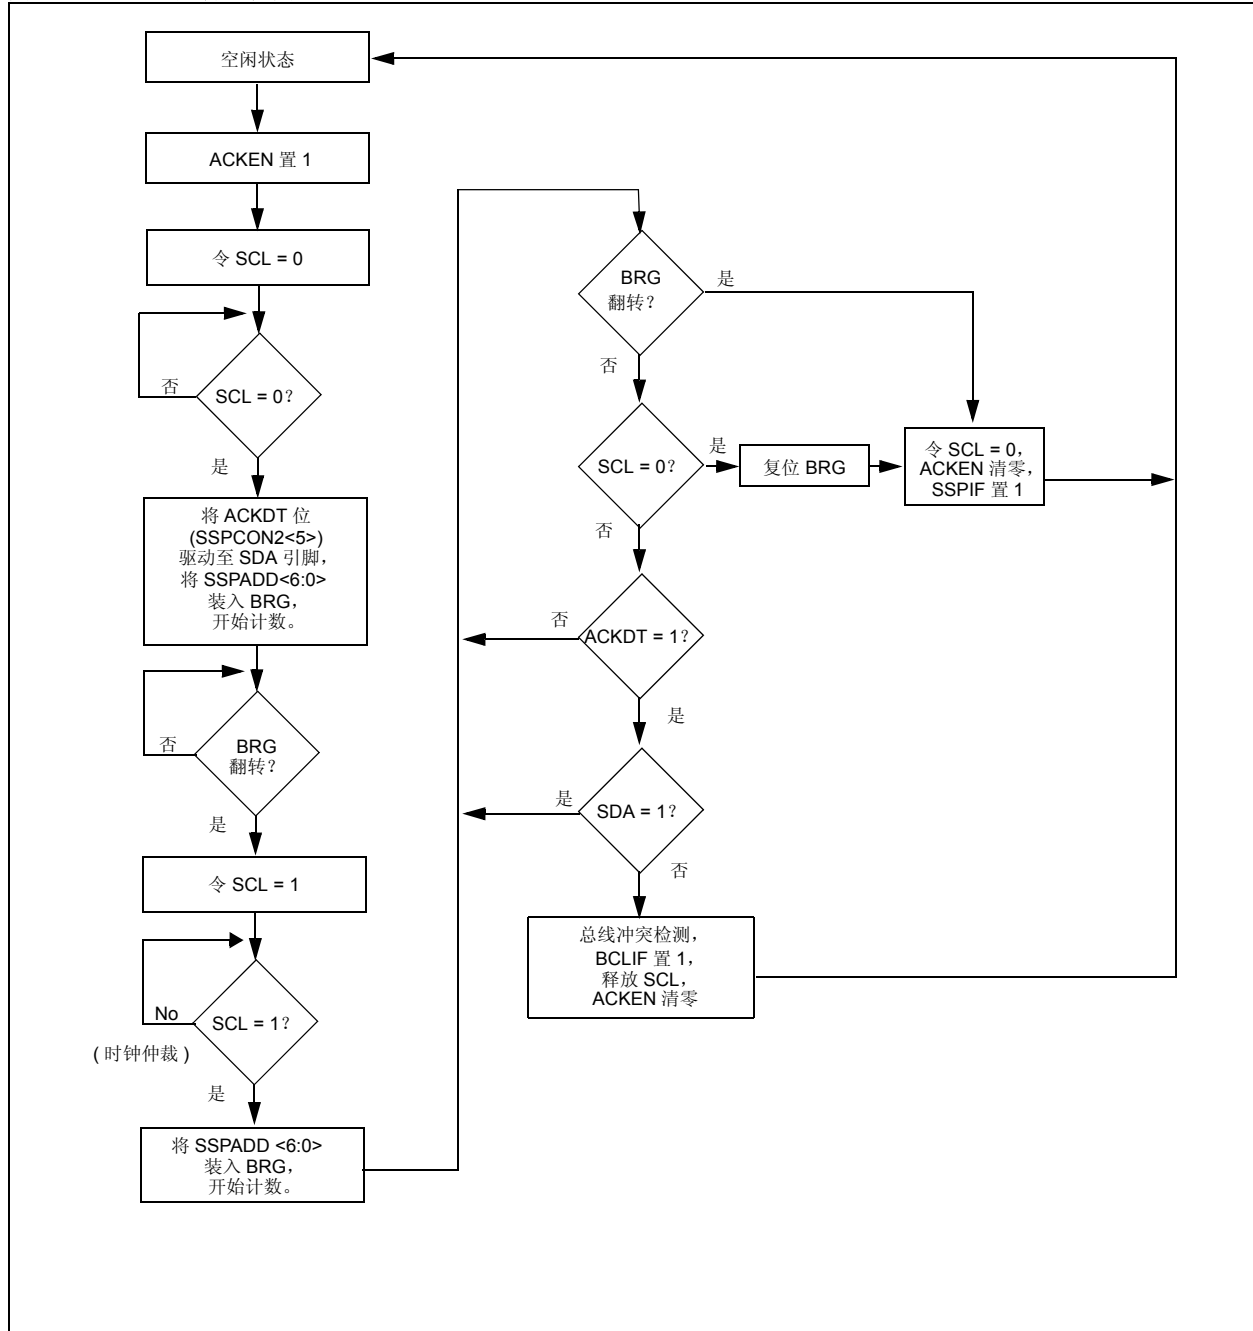 空闲状态
ACKEN 置 1
令 SCL = 0
否
SCL = 0？
是
将 ACKDT 位
(SSPCON2<5>)
驱动至 SDA 引脚，
将 SSPADD<6:0>
装入 BRG，
开始计数。
否
BRG
翻转？
是
令 SCL = 1
No
SCL = 1？
( 时钟仲裁 )
是
将 SSPADD <6:0>
装入 BRG，
开始计数。
BRG
翻转？
是
否
SCL = 0？
是
复位 BRG
令 SCL = 0，
ACKEN 清零，
SSPIF 置 1
否
否
ACKDT = 1？
是
是
SDA = 1？
否
总线冲突检测，
BCLIF 置 1，
释放 SCL，
ACKEN 清零